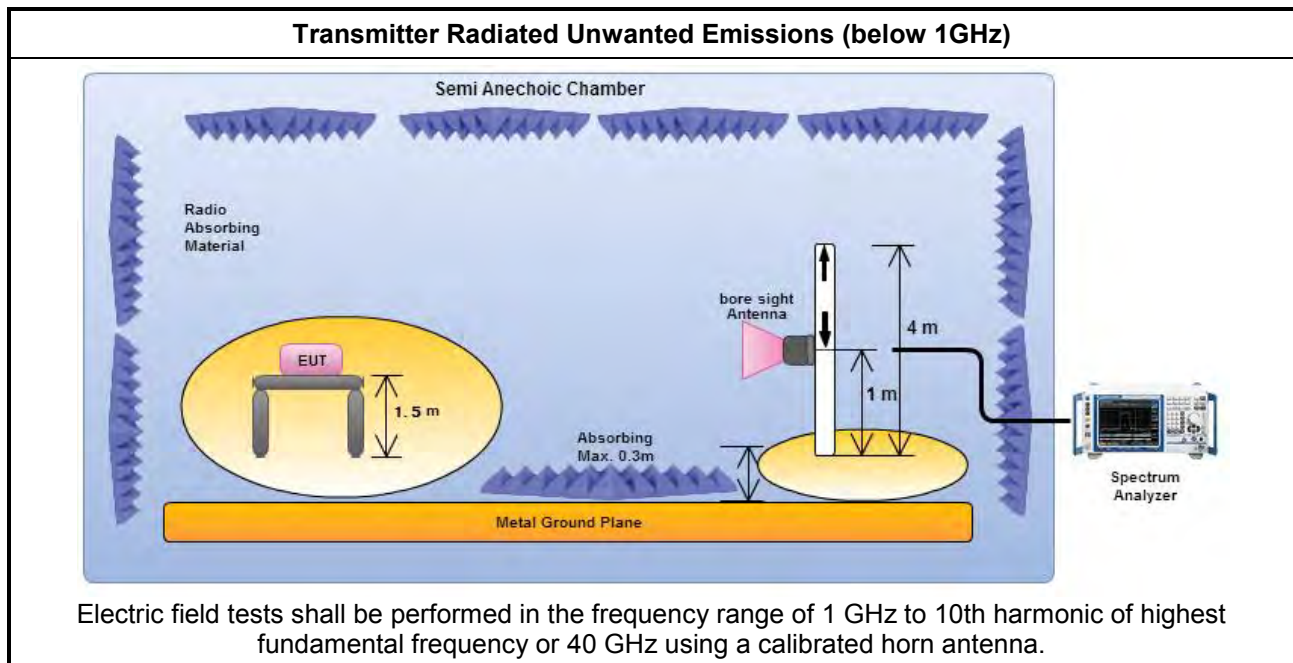 Transmitter Radiated Unwanted Emissions (below 1GHz)
Semi Anechoic Chamber
Radio
Absorbing
Material
bore sight
Antenna
4 m
EUT
1 m
1.5 m
Absorbing
Max. 0.3m
Spectrum
Analyzer
Metal Ground Plane
Electric field tests shall be performed in the frequency range of 1 GHz to 10th harmonic of highest
fundamental frequency or 40 GHz using a calibrated horn antenna.